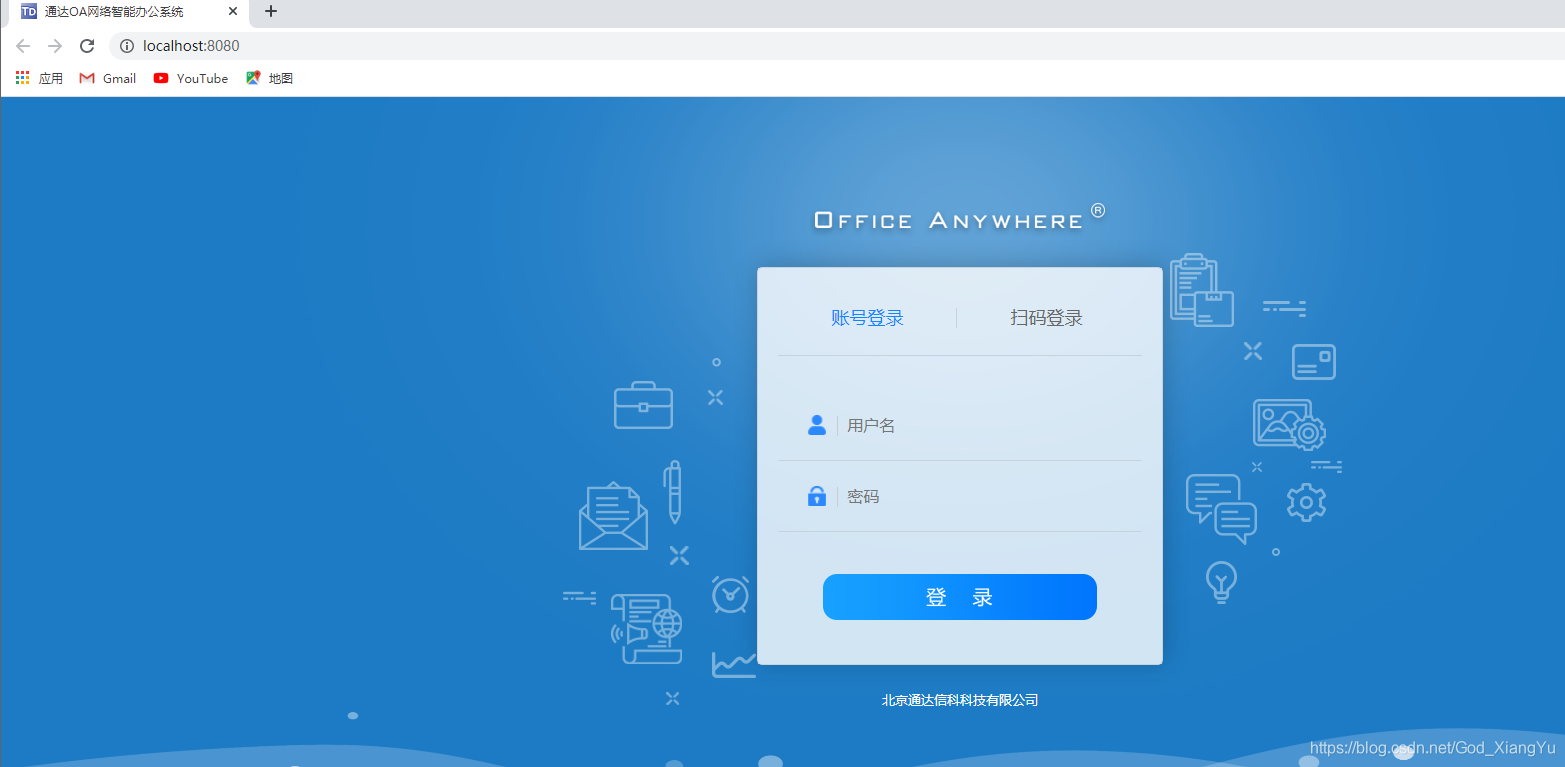 TD 通达OA网络智能办公系统
localhost:8080
应用 Gmail YouTube 地图
OFFICE ANYWHERE ®
账号登录 扫码登录
用户名
密码
登 录
北京通达信科科技有限公司
https://blog.csdn.net/God_XiangYu